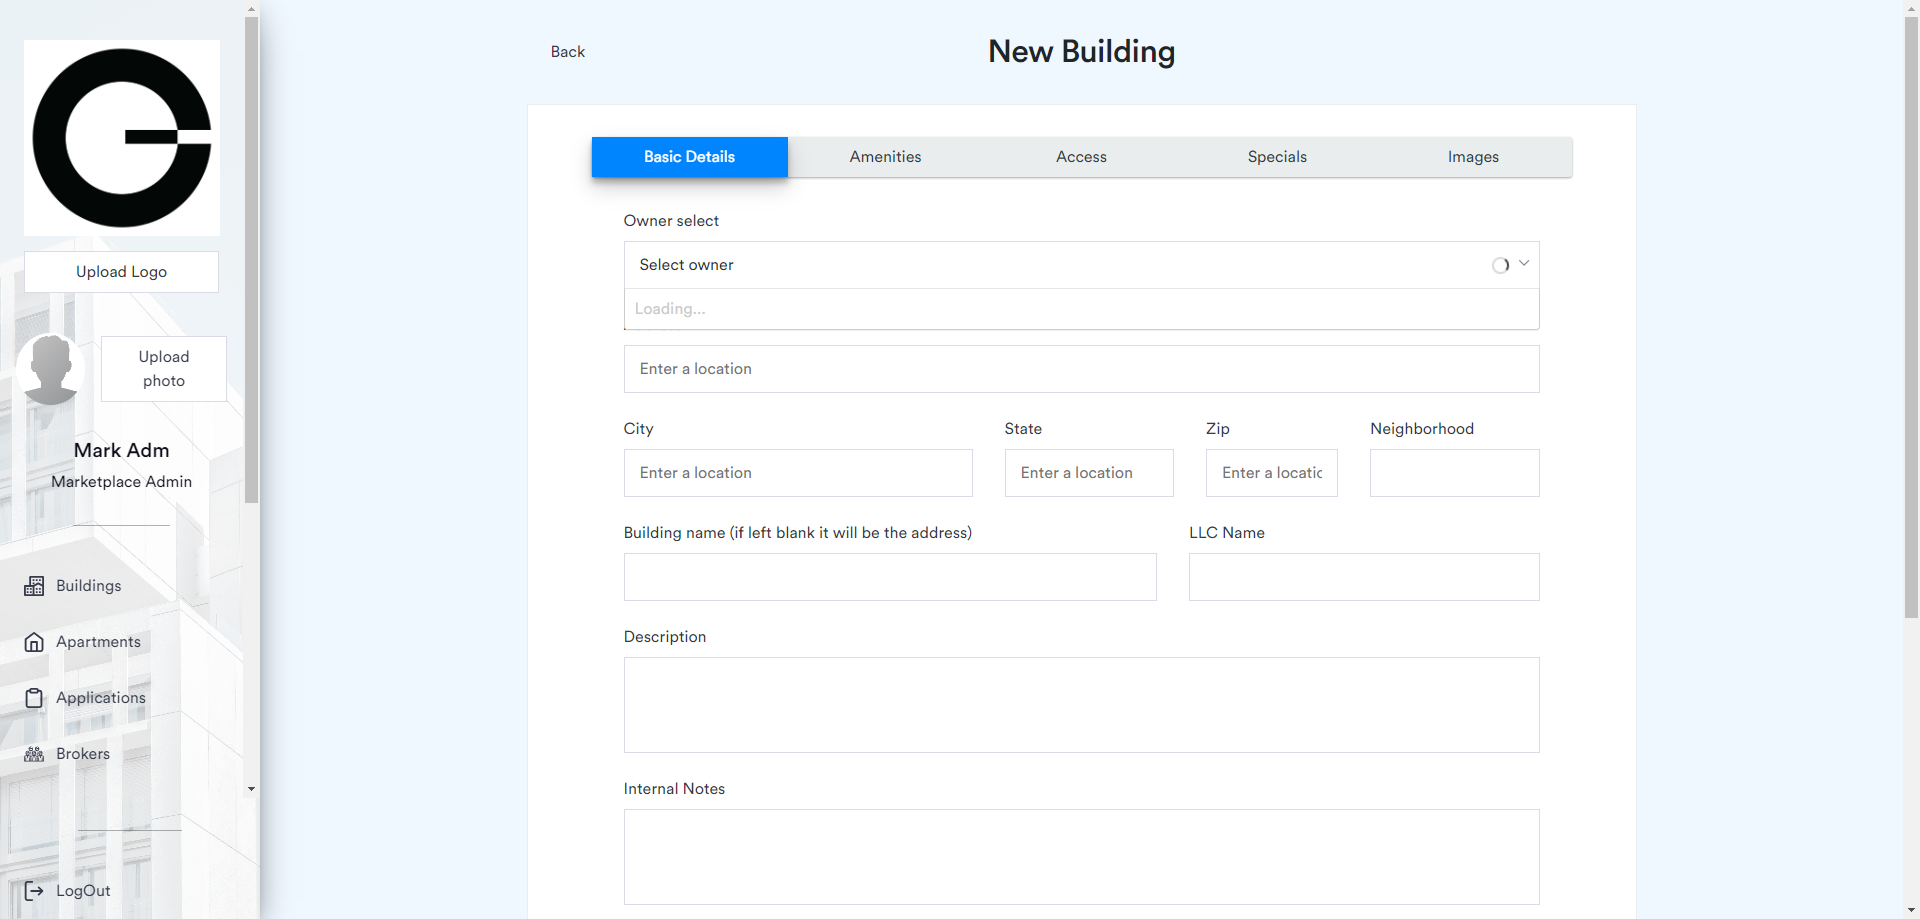 Back
New Building
Upload Logo
Upload
photo
Mark Adm
Marketplace Admin
Buildings
Apartments
Applications
Brokers
LogOut
Basic Details
Amenities
Access
Specials
Images
Owner select
Select owner
Loading...
Enter a location
City
State
Zip
Neighborhood
Enter a location
Enter a location
Enter a locatic
Building name (if left blank it will be the address)
LLC Name
Description
Internal Notes